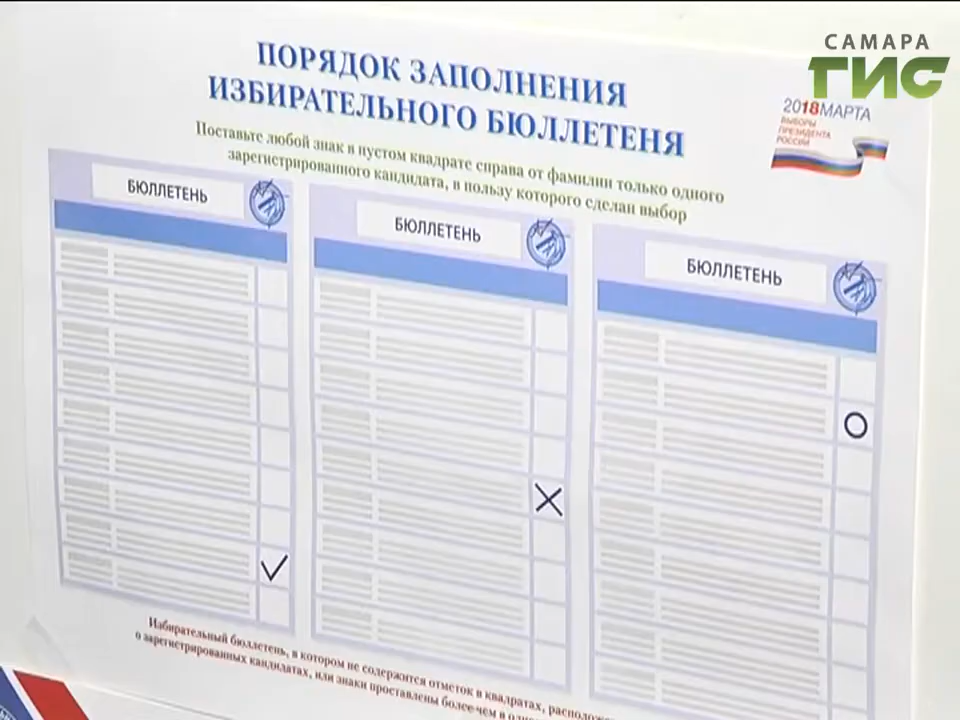 САМАРА
ГИС
ПОРЯДОК ЗАПОЛНЕНИЯ
ИЗБИРАТЕЛЬНОГО БЮЛЛЕТЕНЯ
2018МАРТА
ВЫБОРЫ
ПРЕЗИДЕНТА
РОССИИ
Поставьте любой знак в пустом квадрате справа от фамилии только одного
зарегистрированного кандидата, в пользу которого сделан выбор
БЮЛЛЕТЕНЬ
БЮЛЛЕТЕНЬ
БЮЛЛЕТЕНЬ
Избирательный бюллетень, в котором не содержится отметок в квадратах,
о зарегистрированных кандидатах, или знаки проставлены более чем в